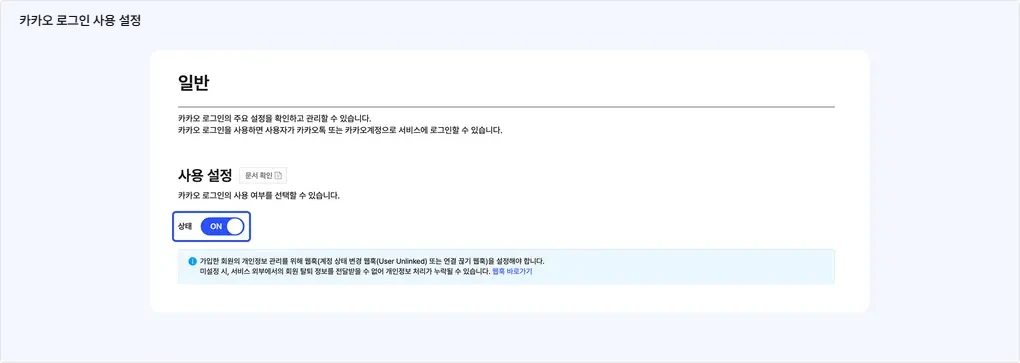 카카오 로그인 사용 설정
일반
카카오 로그인의 주요 설정을 확인하고 관리할 수 있습니다.
카카오 로그인을 사용하면 사용자가 카카오톡 또는 카카오계정으로 서비스에 로그인할 수 있습니다.
사용 설정 문서 확인
카카오 로그인의 사용 여부를 선택할 수 있습니다.
상태 ON
가입한 회원의 개인정보 관리를 위해 웹훅(계정 상태 변경 웹훅(User Unlinked) 또는 연결 끊기 웹훅)을 설정해야 합니다.
미설정 시, 서비스 외부에서의 회원 탈퇴 정보를 전달받을 수 없어 개인정보 처리가 누락될 수 있습니다. 웹훅 바로가기